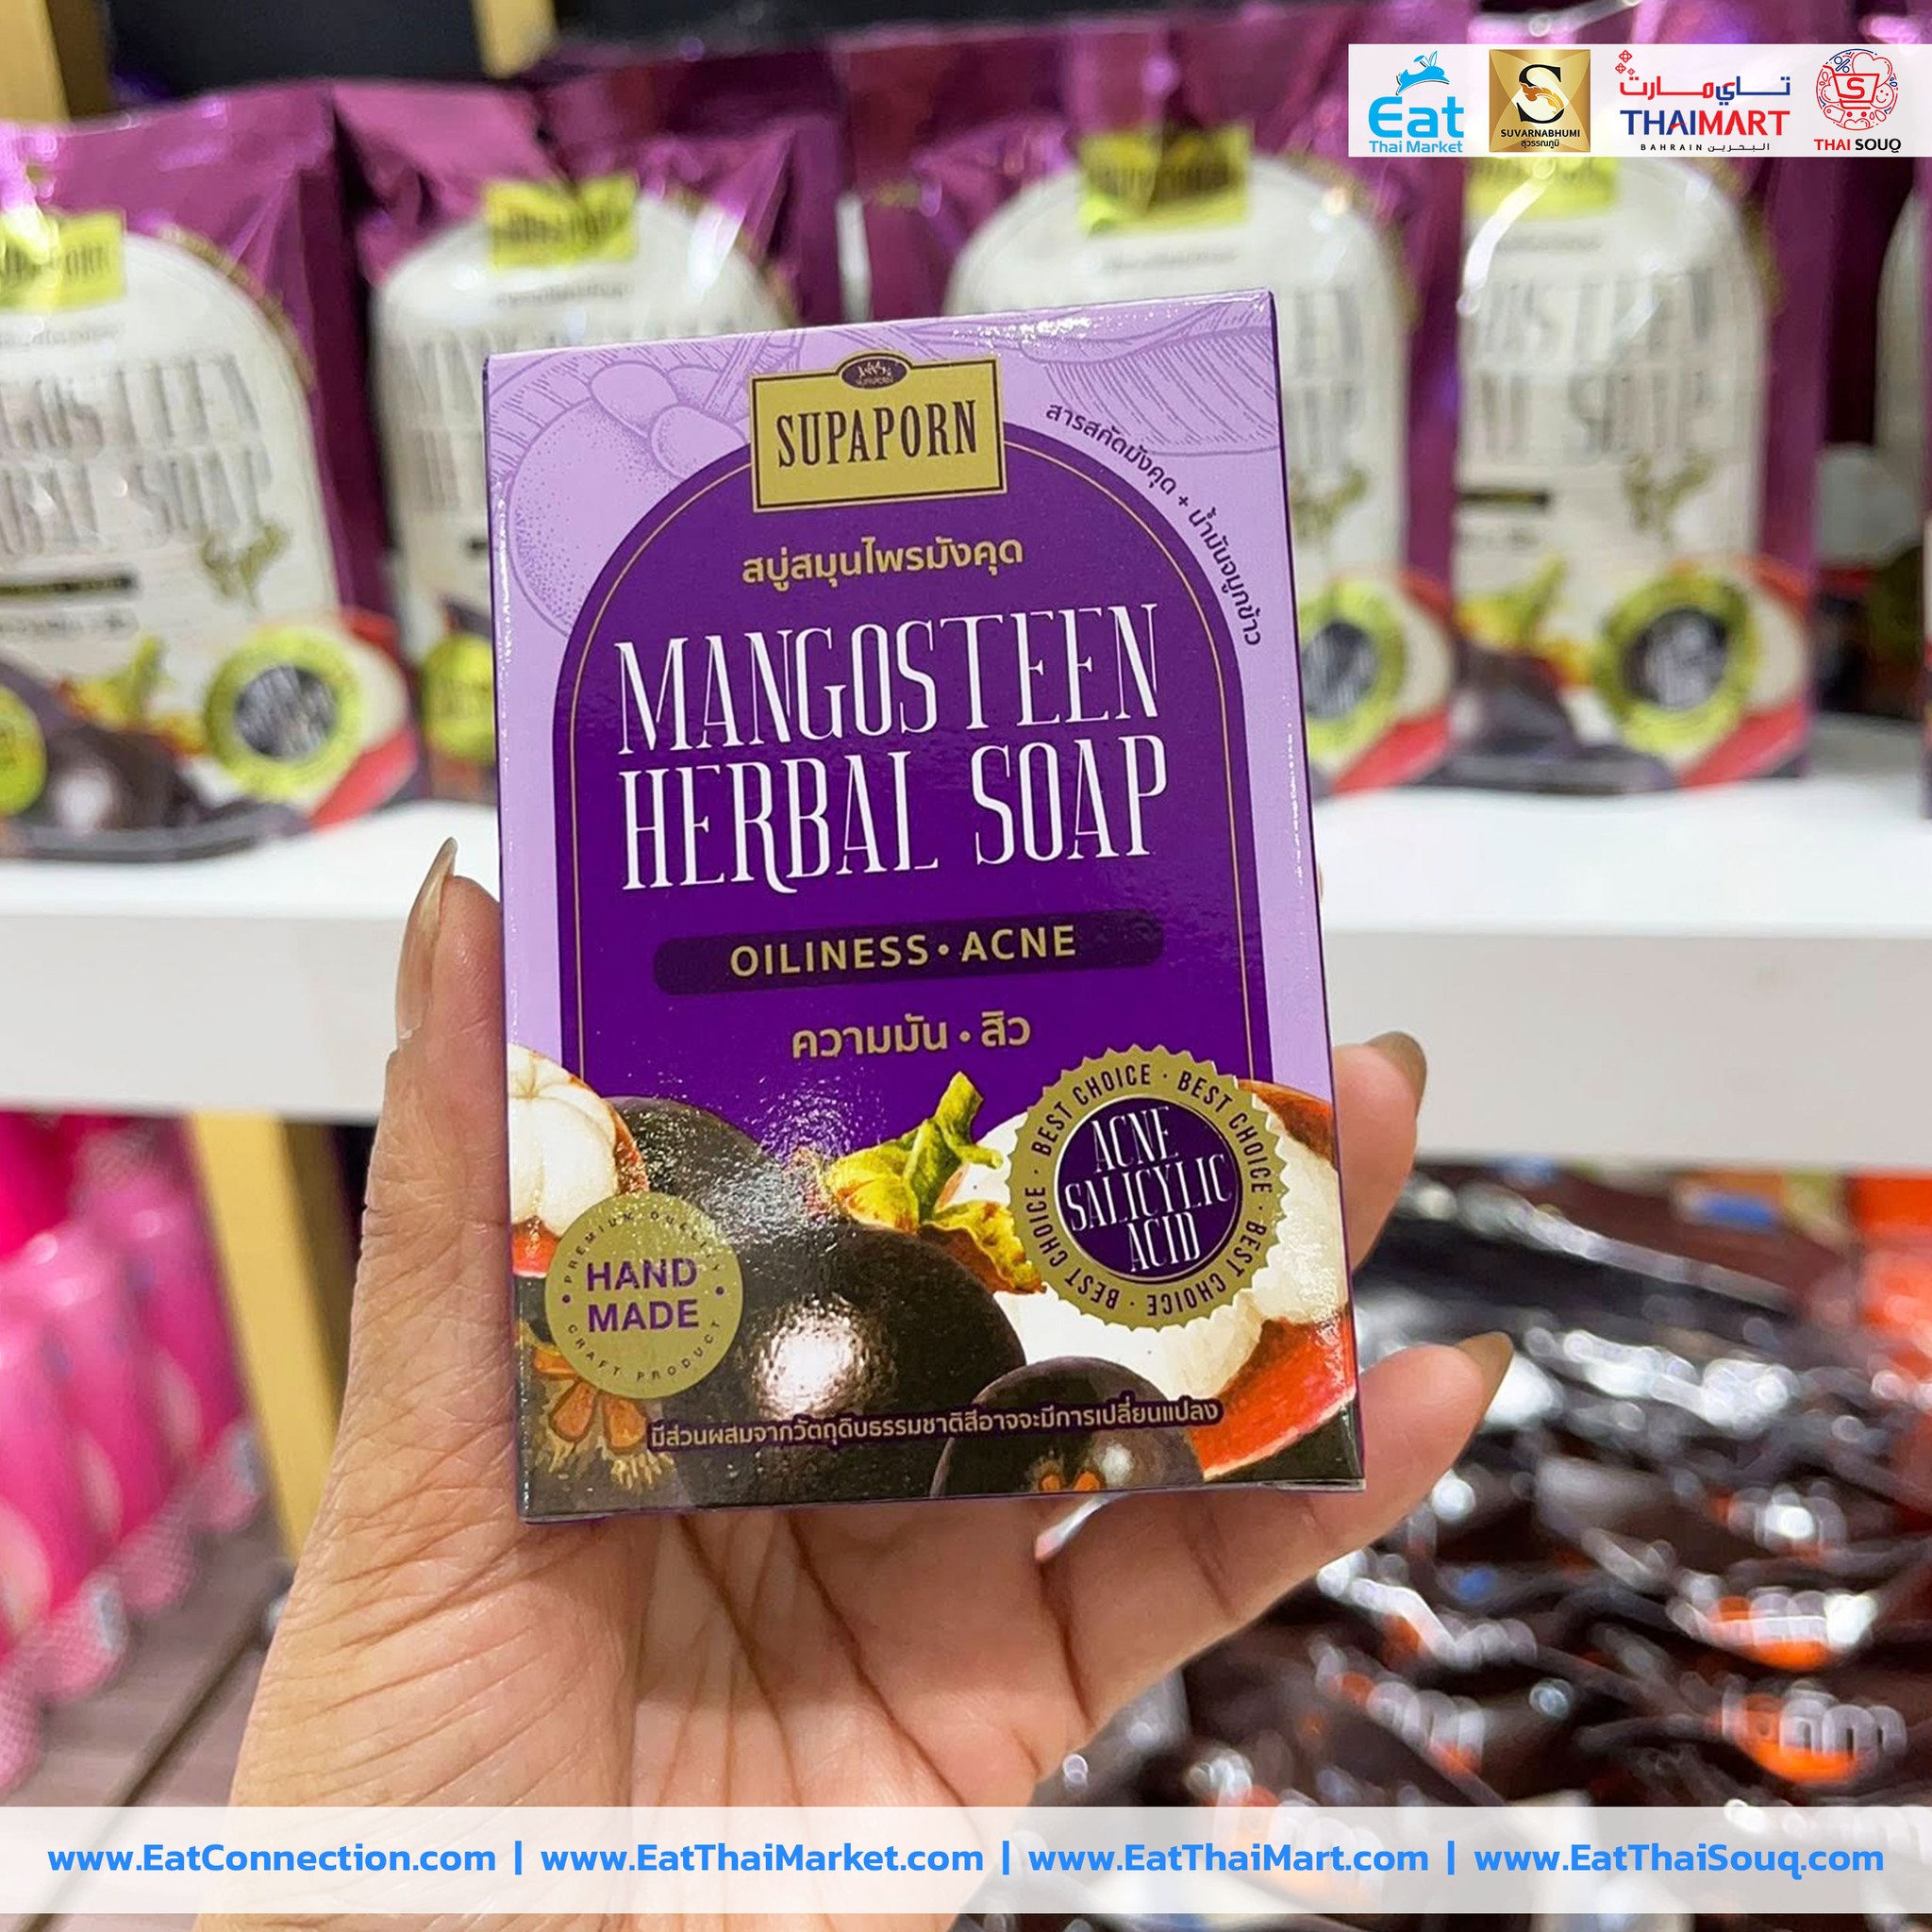 Eat
Thai Market
S
SUVARNABHUMI
สุวรรณภูมิ
تاي مارت
THAIMART
BAHRAIN البحرين
S
THAI SOUQ
SUPAPORN
สารสกัดมังคุด + น้ำมันจมูกข้าว
สบู่สมุนไพรมังคุด
MANGOSTEEN
HERBAL SOAP
OILINESS • ACNE
ความมัน • สิว
BEST CHOICE · BEST CHOICE · BEST CHOICE · BEST CHOICE · BEST CHOICE
ACNE
SALICYLIC
ACID
PREMIUM QUALITY
HAND
MADE
CRAFT PRODUCT
มีส่วนผสมจากวัตถุดิบธรรมชาติสีอาจจะมีการเปลี่ยนแปลง
www.EatConnection.com | www.EatThaiMarket.com | www.EatThaiMart.com | www.EatThaiSouq.com